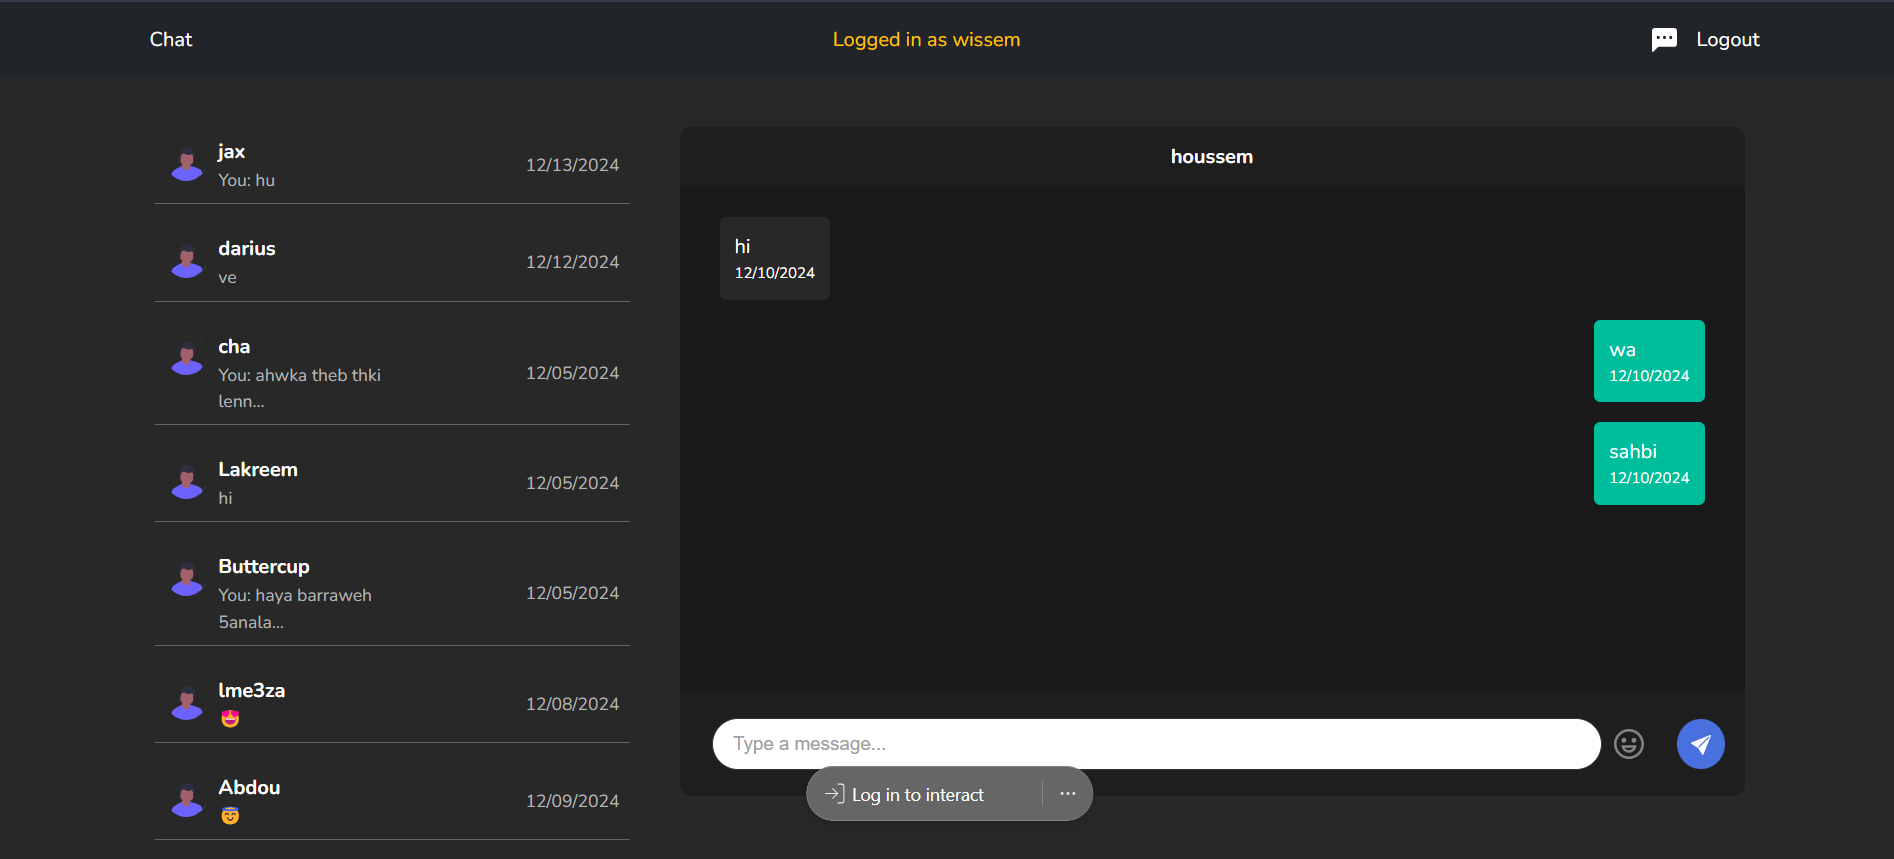 Chat
Logged in as wissem
Logout
jax
You: hu
12/13/2024
darius
ve
12/12/2024
cha
You: ahwka theb thki
lenn...
12/05/2024
Lakreem
hi
12/05/2024
Buttercup
You: haya barraweh
5anala...
12/05/2024
lme3za
😍
12/08/2024
Abdou
😇
12/09/2024
houssem
hi
12/10/2024
wa
12/10/2024
sahbi
12/10/2024
Type a message...
Log in to interact